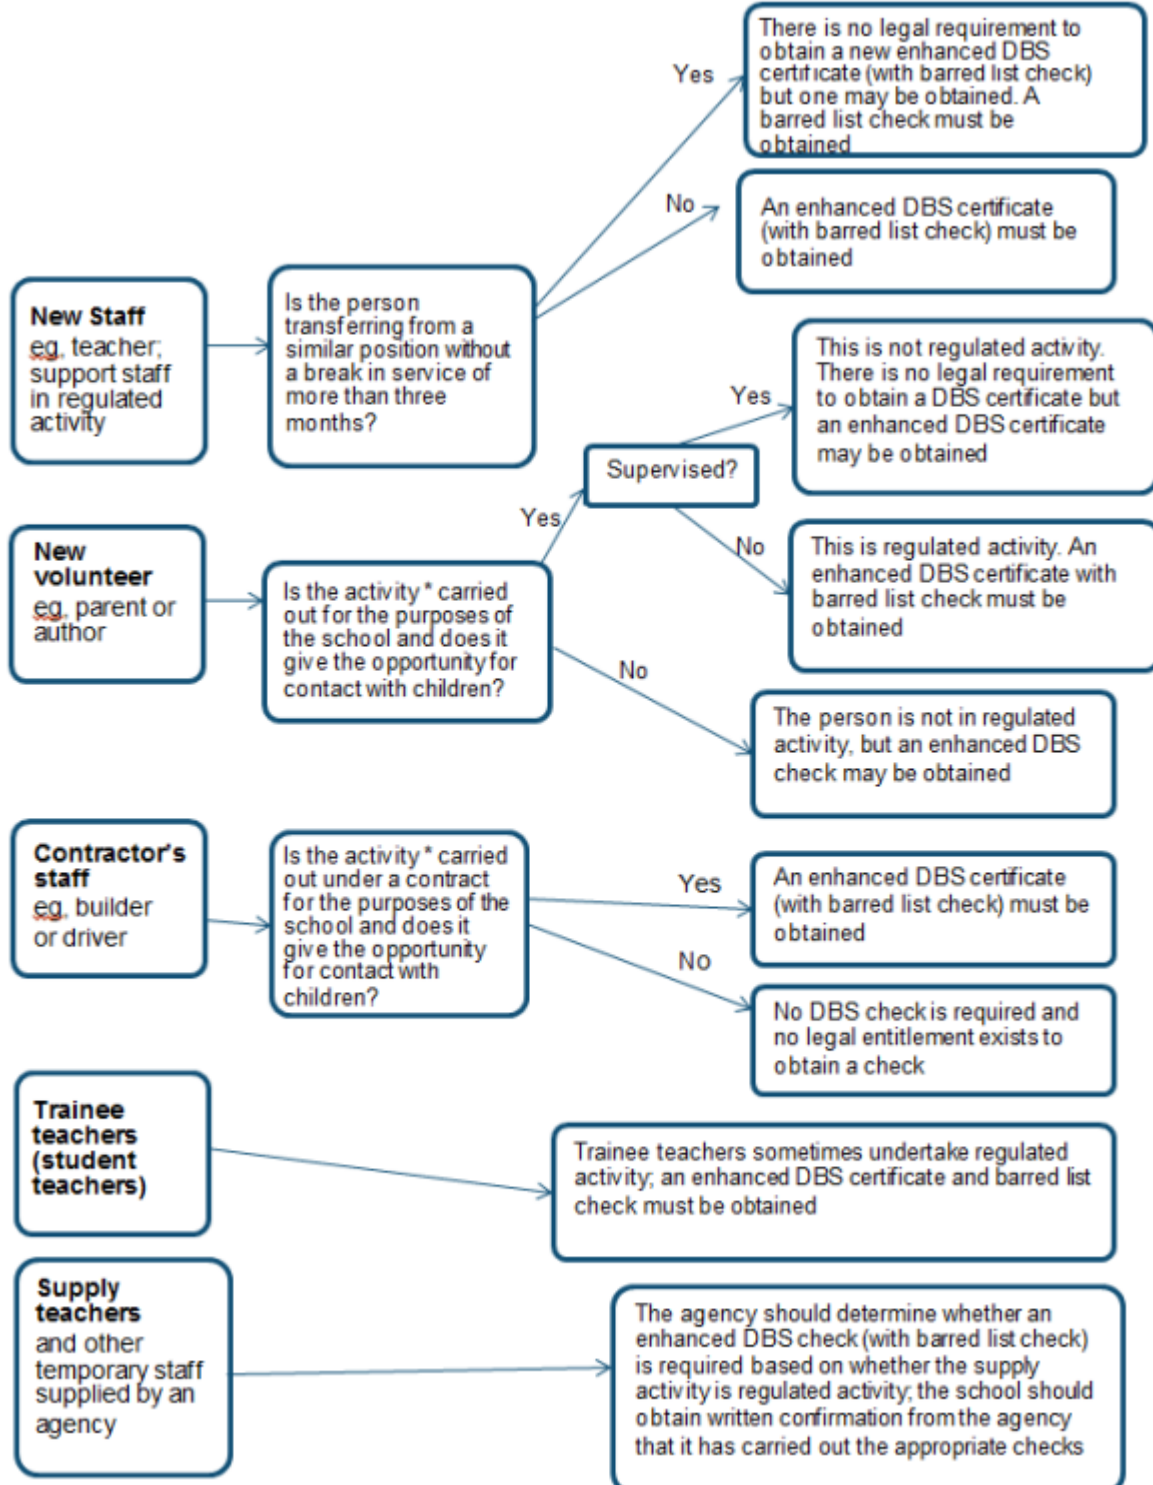 New Staff
eg, teacher;
support staff
in regulated
activity
Is the person
transferring from a
similar position without
a break in service of
more than three
months?
Yes
There is no legal requirement to
obtain a new enhanced DBS
certificate (with barred list check)
but one may be obtained. A
barred list check must be
obtained
No
An enhanced DBS certificate
(with barred list check) must be
obtained
New
volunteer
eg, parent or
author
Is the activity * carried
out for the purposes of
the school and does it
give the opportunity for
contact with children?
Yes
Supervised?
Yes
This is not regulated activity.
There is no legal requirement
to obtain a DBS certificate but
an enhanced DBS certificate
may be obtained
No
This is regulated activity. An
enhanced DBS certificate with
barred list check must be
obtained
No
The person is not in regulated
activity, but an enhanced DBS
check may be obtained
Contractor's
staff
eg, builder
or driver
Is the activity * carried
out under a contract
for the purposes of the
school and does it
give the opportunity
for contact with
children?
Yes
An enhanced DBS certificate
(with barred list check) must be
obtained
No
No DBS check is required and
no legal entitlement exists to
obtain a check
Trainee
teachers
(student
teachers)
Trainee teachers sometimes undertake regulated
activity; an enhanced DBS certificate and barred list
check must be obtained
Supply
teachers
and other
temporary staff
supplied by an
agency
The agency should determine whether an
enhanced DBS check (with barred list check)
is required based on whether the supply
activity is regulated activity; the school should
obtain written confirmation from the agency
that it has carried out the appropriate checks